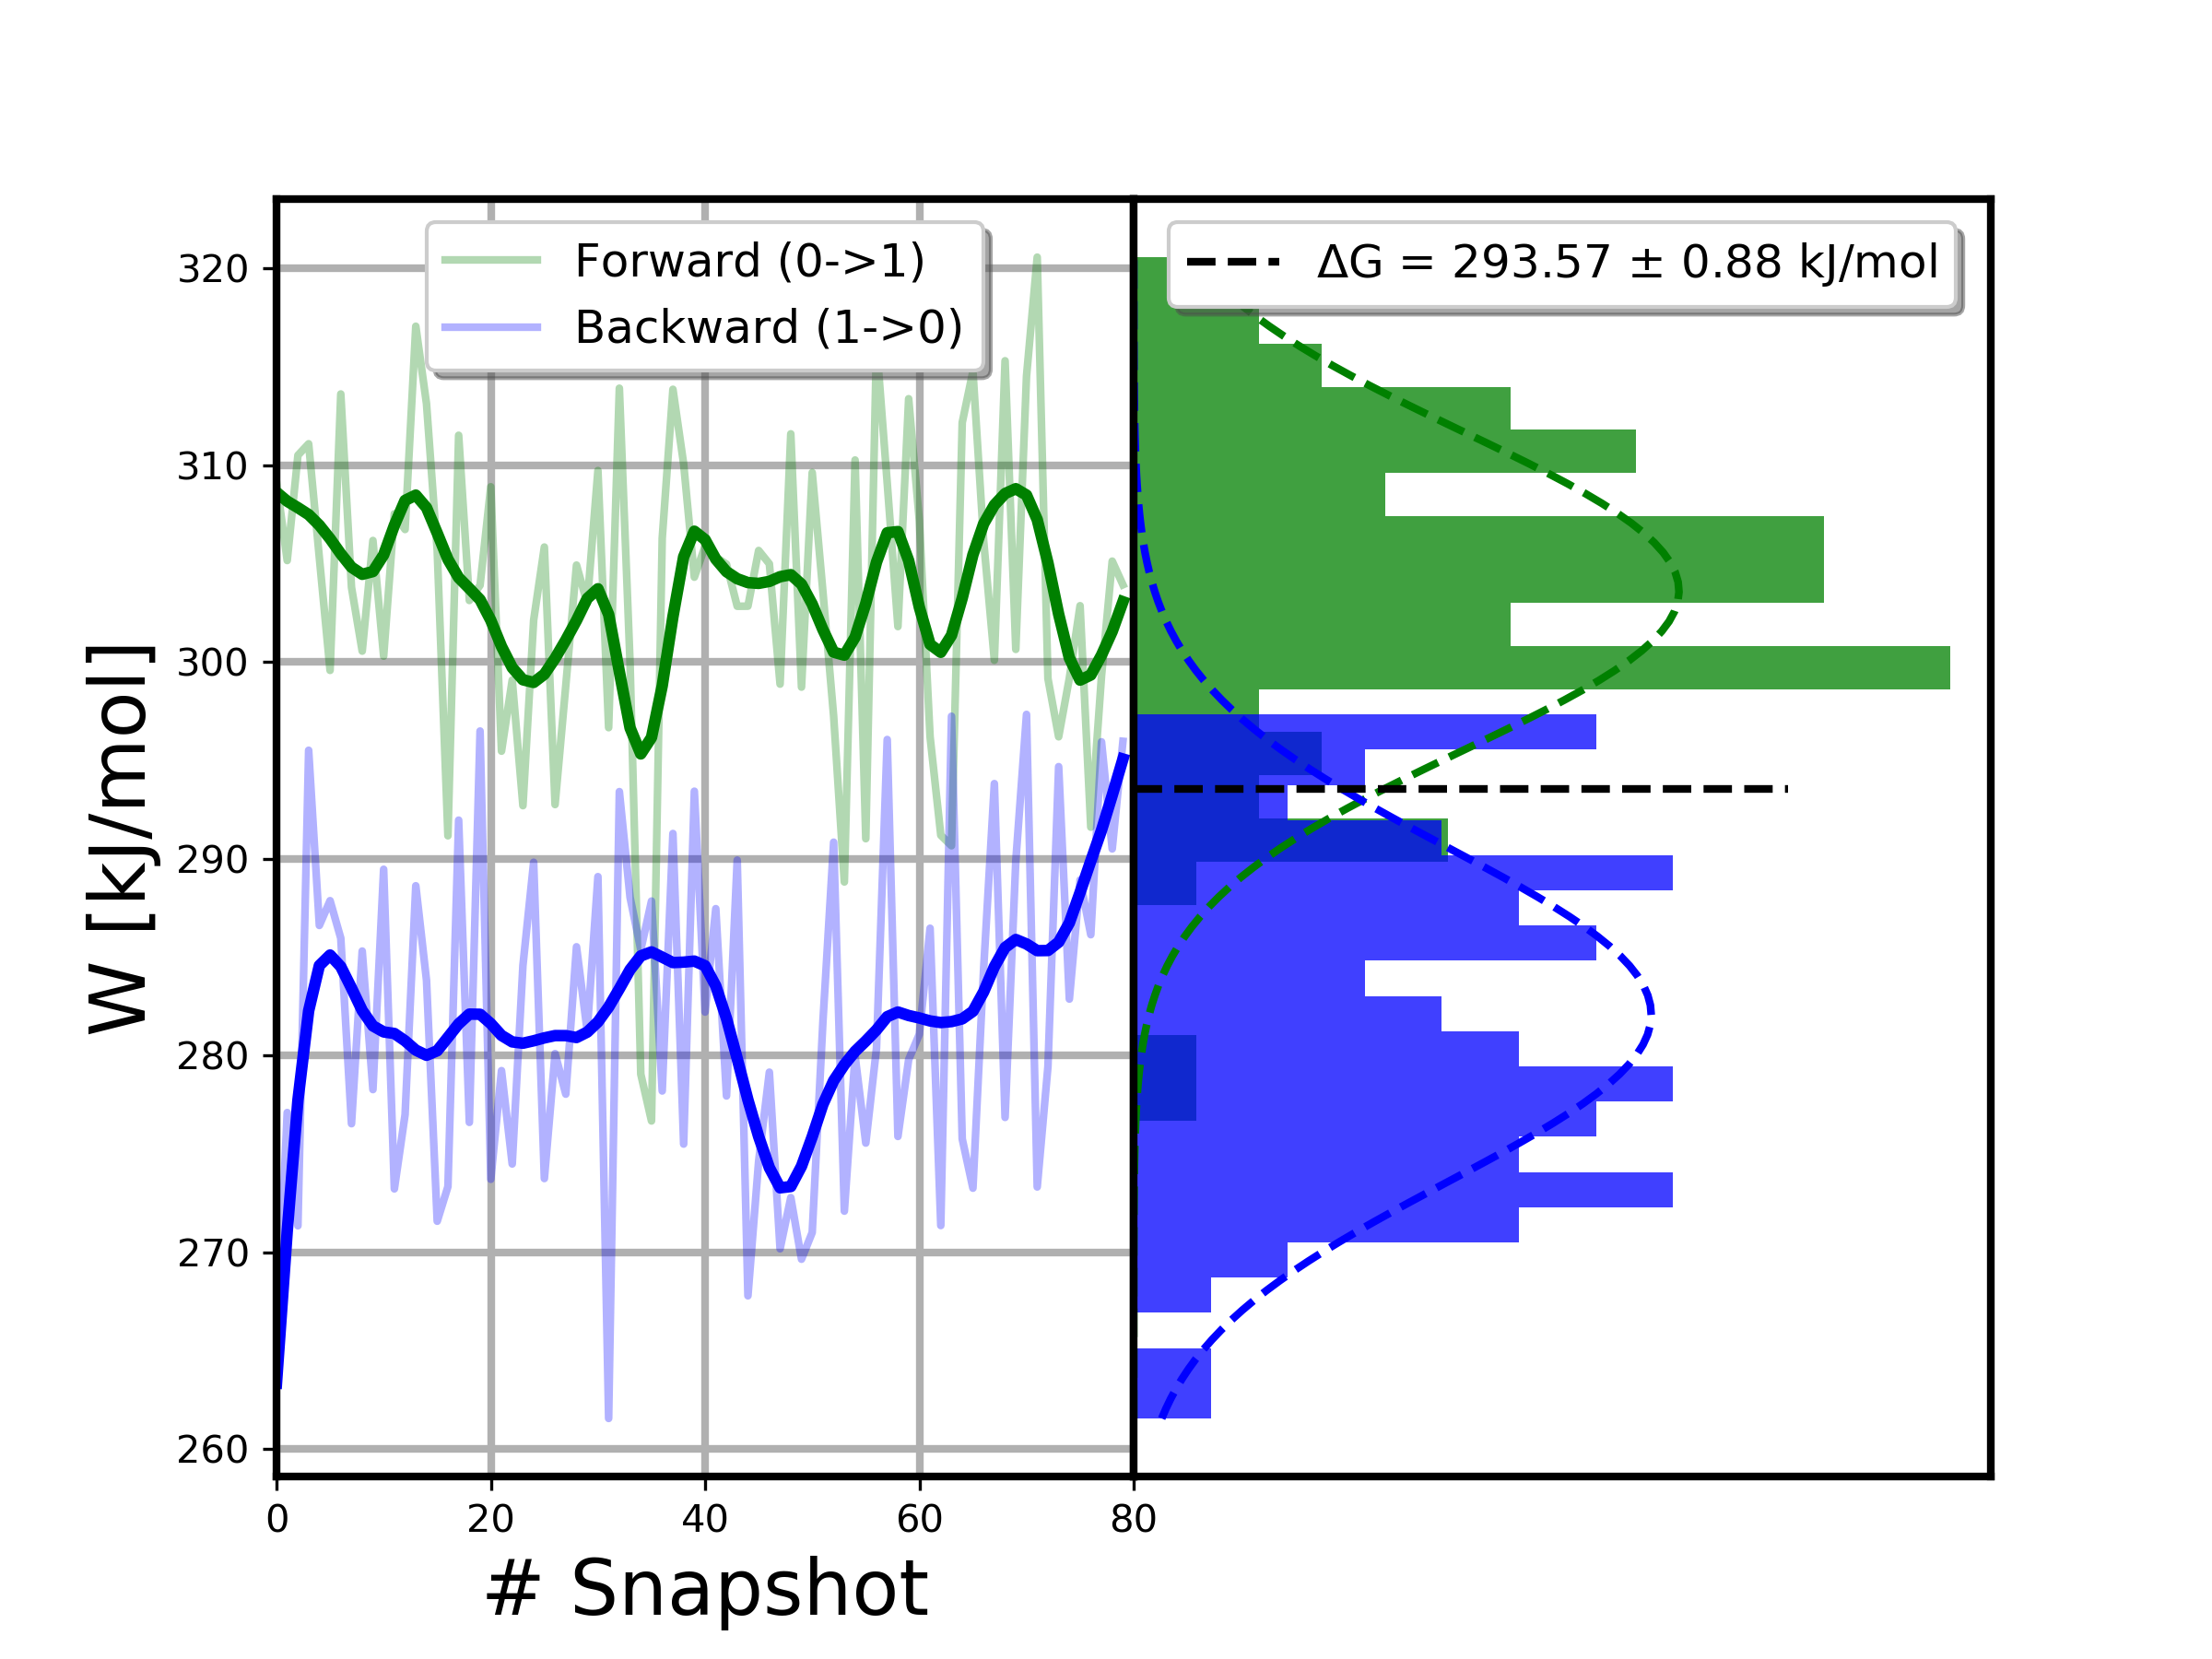 Forward (0->1)
Backward (1->0)
ΔG = 293.57 ± 0.88 kJ/mol
320
310
300
290
280
270
260
W [kJ/mol]
0 20 40 60 80
# Snapshot